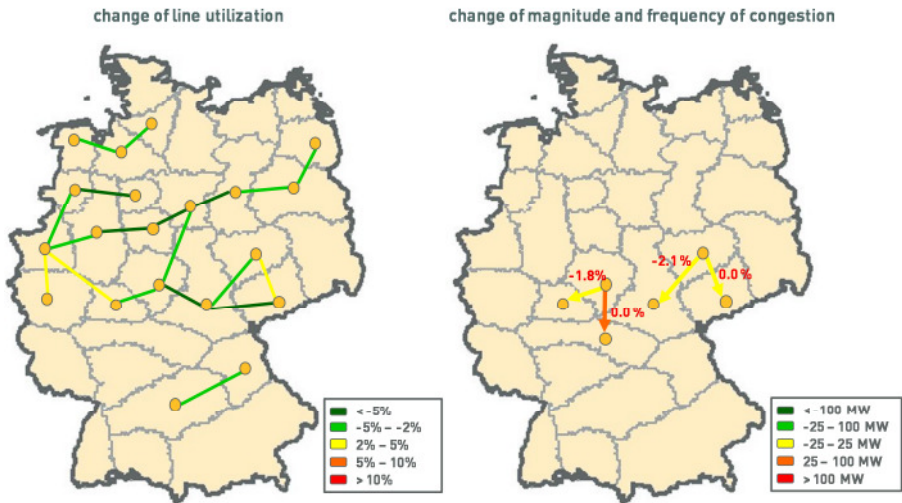 change of line utilization
change of magnitude and frequency of congestion
-1.8%
-2.1%
0.0%
0.0%
< -5%
-5% – -2%
2% – 5%
5% – 10%
> 10%
< -100 MW
-25 – 100 MW
-25 – 25 MW
25 – 100 MW
> 100 MW